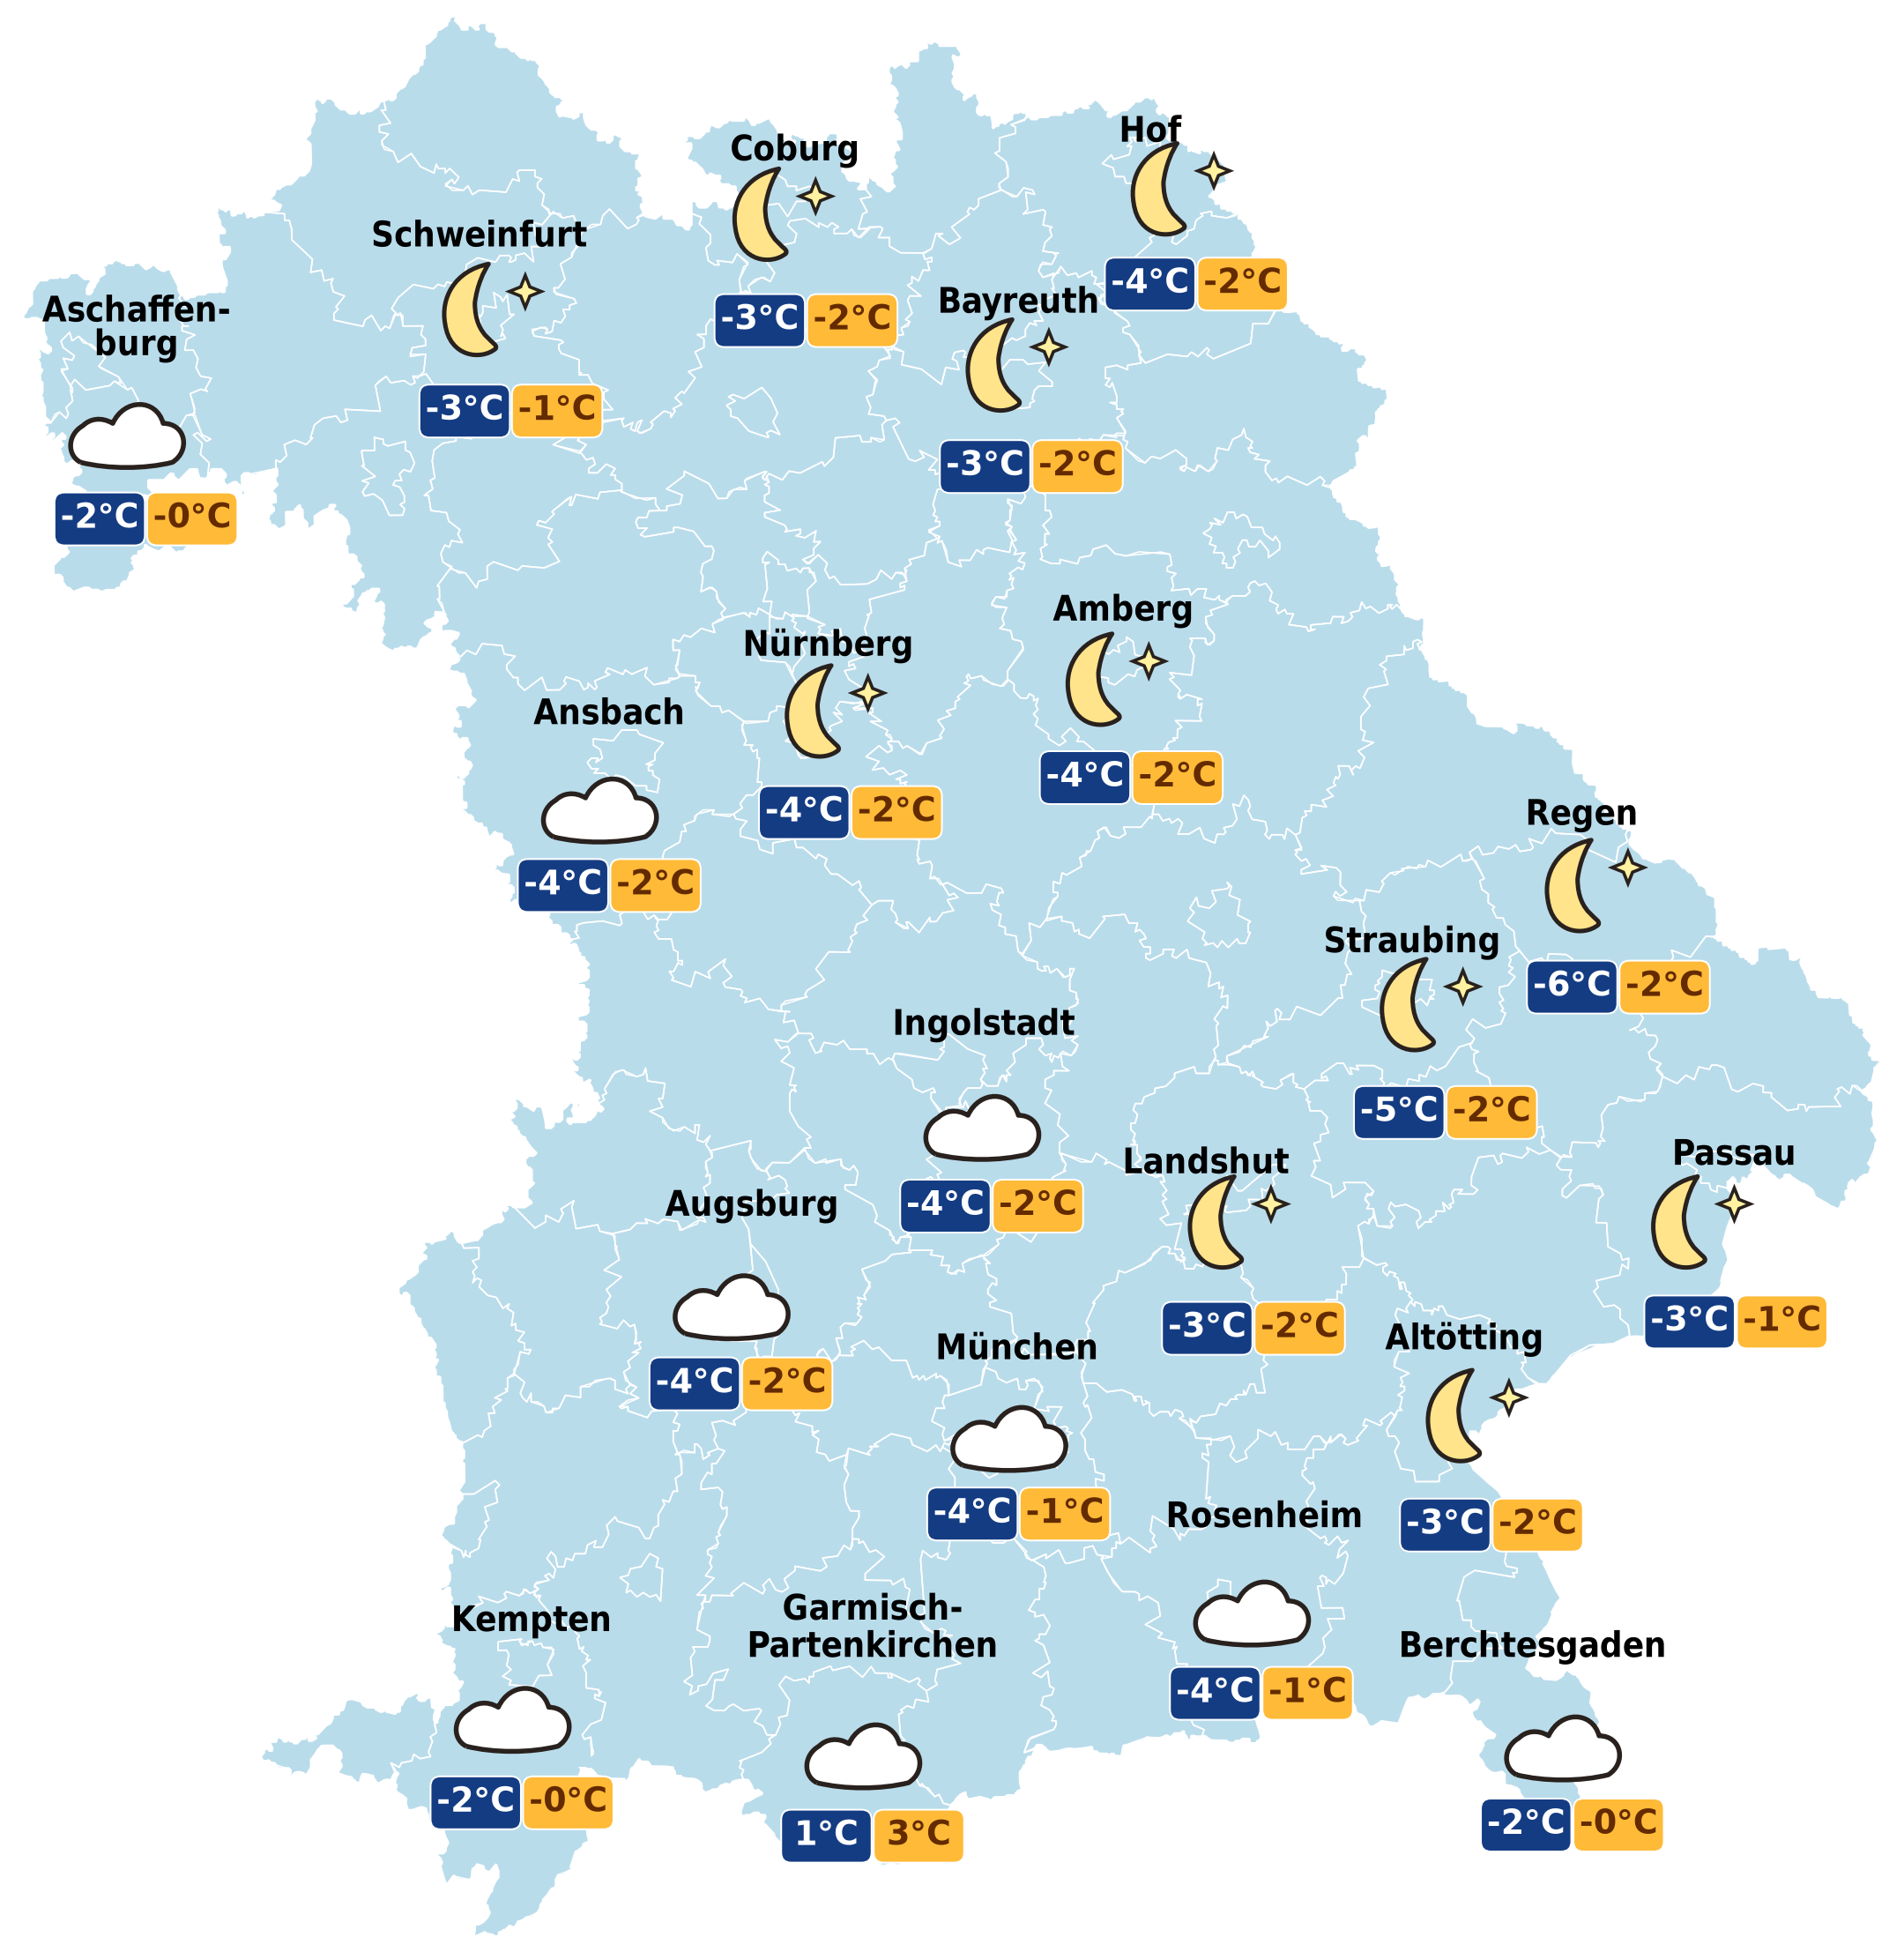 Hof
-4°C -2°C
Coburg
-3°C -2°C
Schweinfurt
-3°C -1°C
Bayreuth
-3°C -2°C
Aschaffen-
burg
-2°C -0°C
Amberg
-4°C -2°C
Nürnberg
-4°C -2°C
Ansbach
-4°C -2°C
Regen
-6°C -2°C
Straubing
-5°C -2°C
Ingolstadt
-4°C -2°C
Passau
-3°C -1°C
Landshut
-3°C -2°C
Augsburg
-4°C -2°C
Altötting
-3°C -2°C
München
-4°C -1°C
Rosenheim
-4°C -1°C
Kempten
-2°C -0°C
Garmisch-
Partenkirchen
1°C 3°C
Berchtesgaden
-2°C -0°C